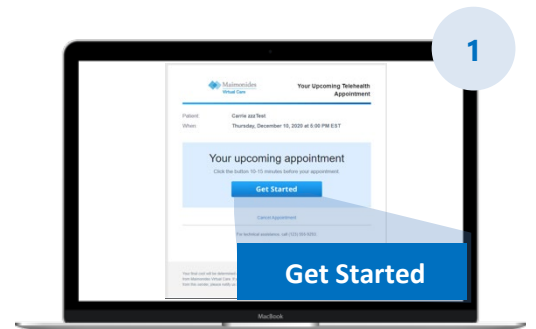 1
Maimonides
Virtual Care
Your Upcoming Telehealth
Appointment
Patient: Carrie zzzTest
When: Thursday, December 10, 2020 at 5:00 PM EST
Your upcoming appointment
Click the button 10-15 minutes before your appointment
Get Started
Cancel Appointment
For technical assistance, call
Get Started
MacBook